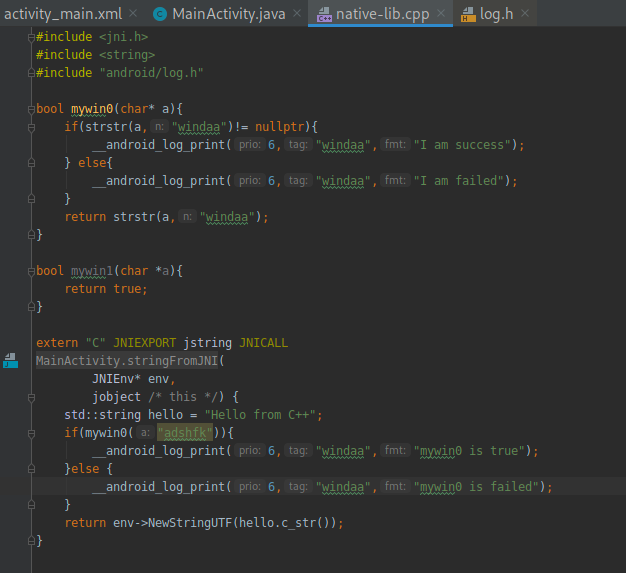 activity_main.xml × MainActivity.java × native-lib.cpp × log.h ×
#include <jni.h>
#include <string>
#include "android/log.h"
bool mywin0(char* a){
if(strstr(a, n: "windaa")!= nullptr){
__android_log_print( prio: 6, tag: "windaa", fmt: "I am success");
} else{
__android_log_print( prio: 6, tag: "windaa", fmt: "I am failed");
}
return strstr(a, n: "windaa");
}
bool mywin1(char *a){
return true;
}
extern "C" JNIEXPORT jstring JNICALL
MainActivity.stringFromJNI(
JNIEnv* env,
jobject /* this */) {
std::string hello = "Hello from C++";
if(mywin0( a: "adshfk")){
__android_log_print( prio: 6, tag: "windaa", fmt: "mywin0 is true");
}else {
__android_log_print( prio: 6, tag: "windaa", fmt: "mywin0 is failed");
}
return env->NewStringUTF(hello.c_str());
}